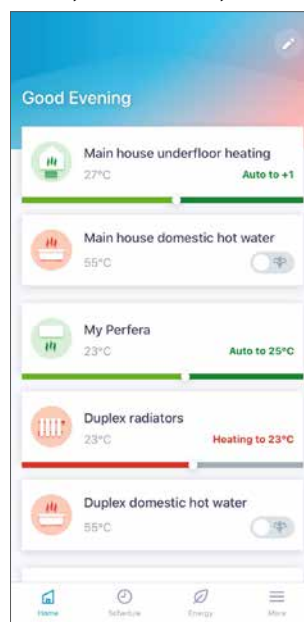 Good Evening
Main house underfloor heating
27°C Auto to +1
Main house domestic hot water
55°C
My Perfera
23°C Auto to 25°C
Duplex radiators
23°C Heating to 23°C
Duplex domestic hot water
55°C
Home Schedule Energy More